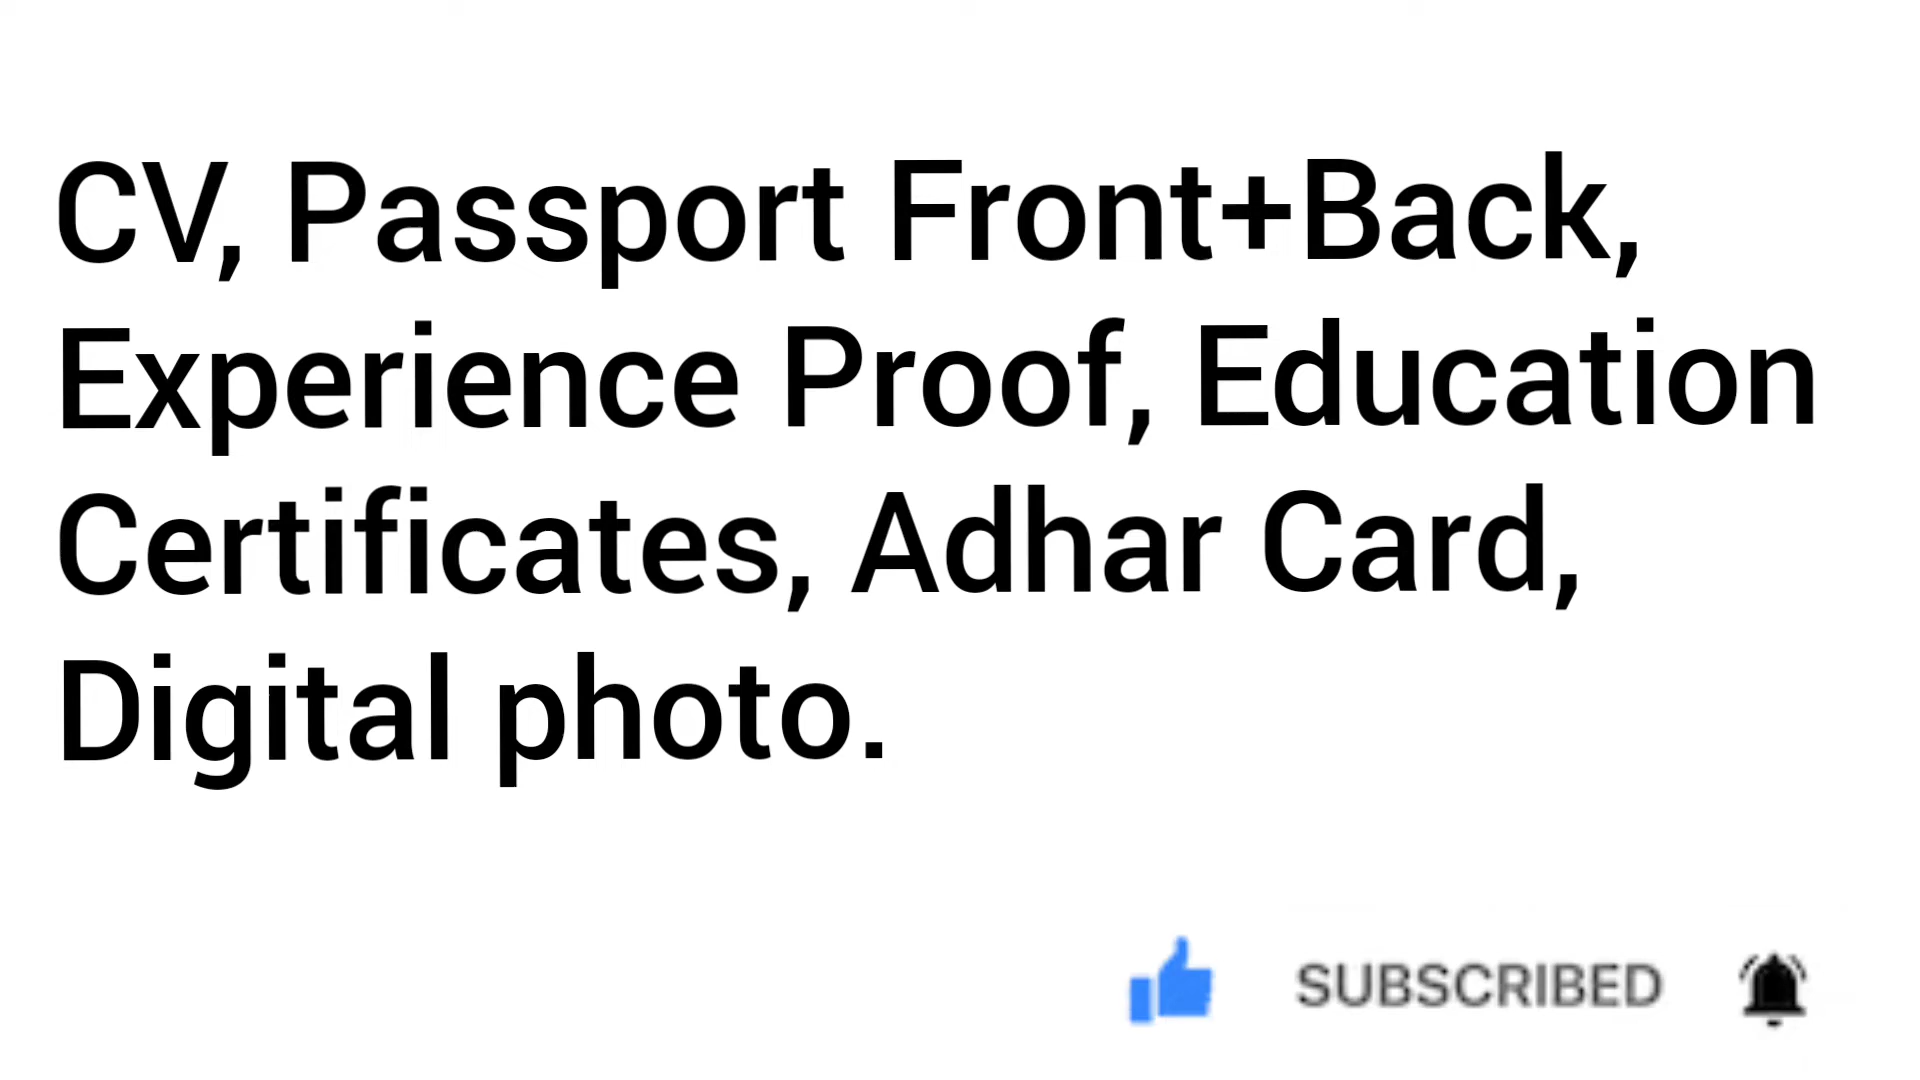 CV, Passport Front+Back,
Experience Proof, Education
Certificates, Adhar Card,
Digital photo.
SUBSCRIBED